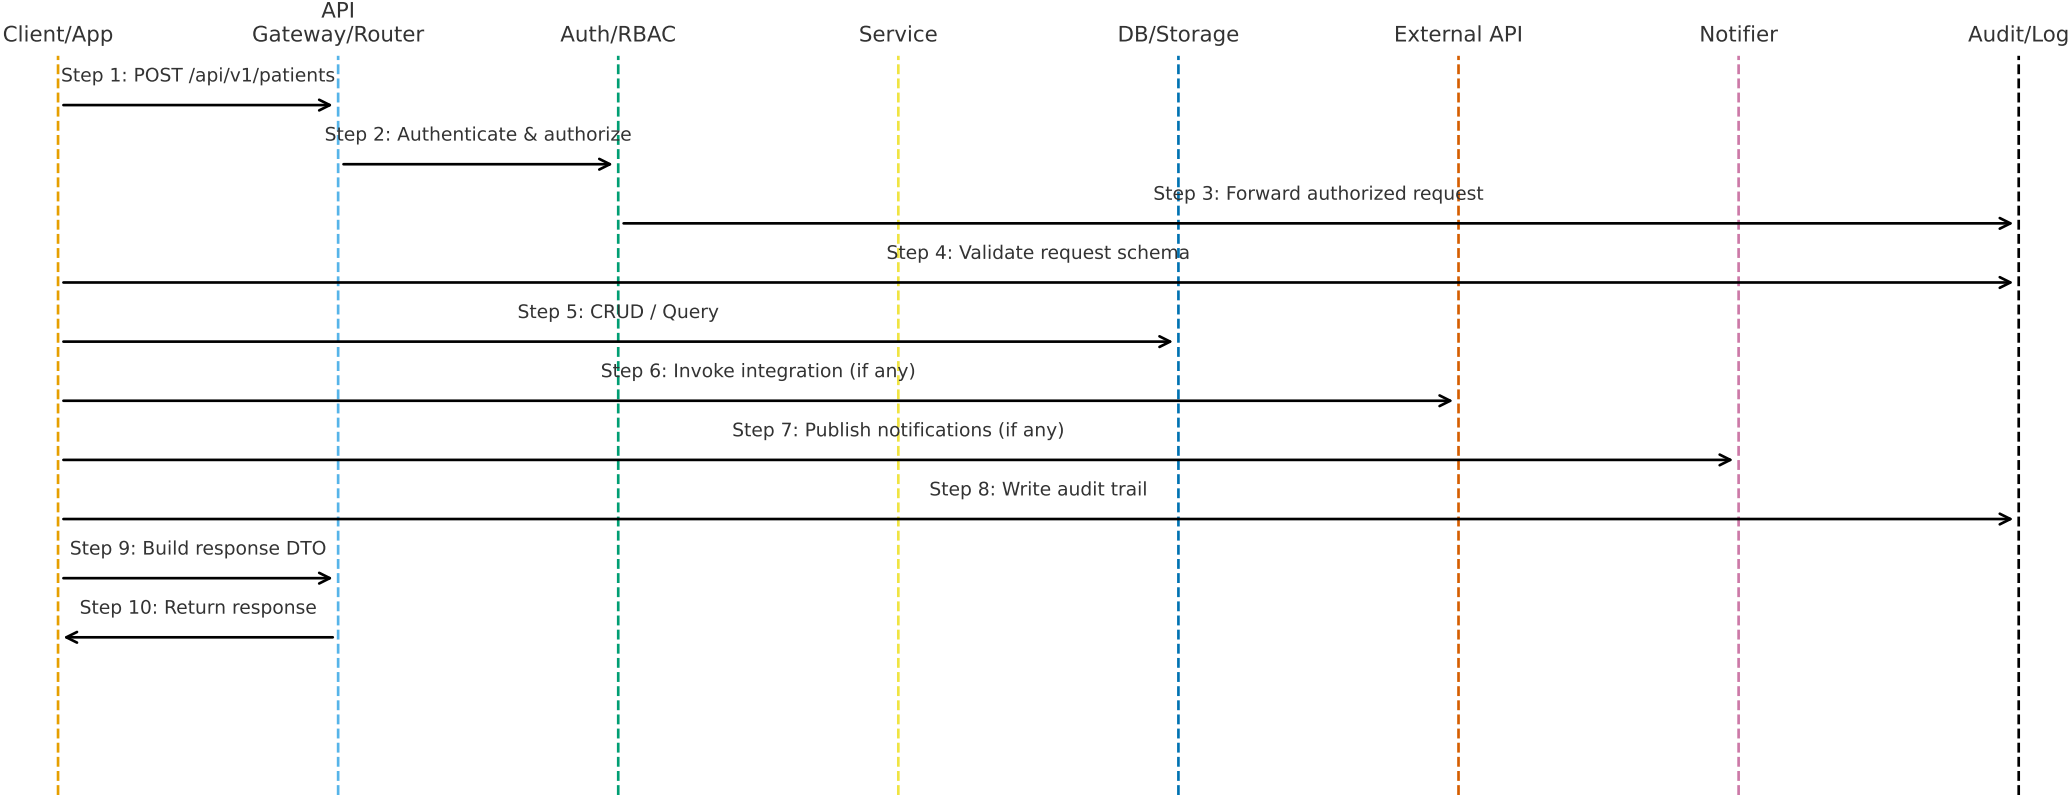 API
Client/App
Gateway/Router
Auth/RBAC
Service
DB/Storage
External API
Notifier
Audit/Log
Step 1: POST /api/v1/patients
Step 2: Authenticate & authorize
Step 3: Forward authorized request
Step 4: Validate request schema
Step 5: CRUD / Query
Step 6: Invoke integration (if any)
Step 7: Publish notifications (if any)
Step 8: Write audit trail
Step 9: Build response DTO
Step 10: Return response